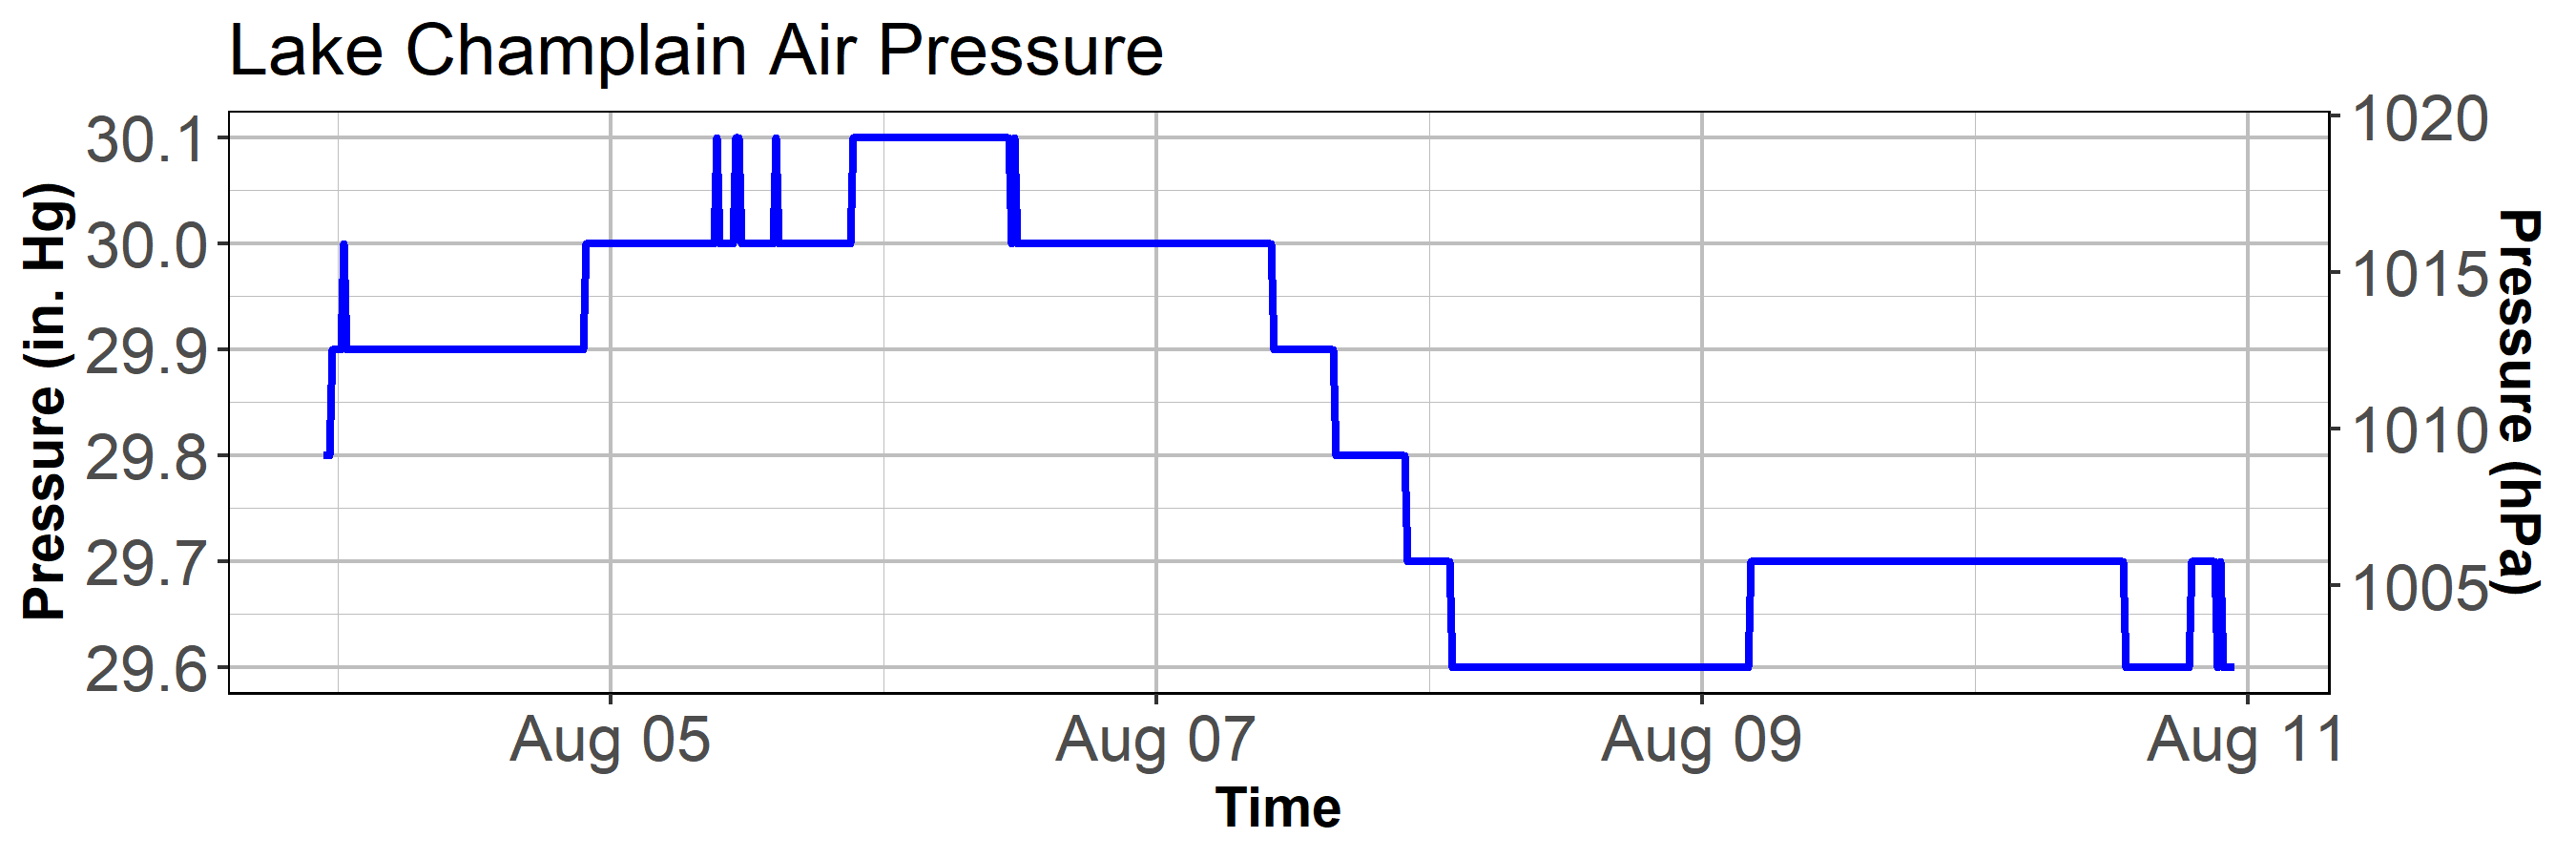 Lake Champlain Air Pressure
Pressure (in. Hg)
30.1
30.0
29.9
29.8
29.7
29.6
1020
1015
1010
1005
Pressure (hPa)
Aug 05 Aug 07 Aug 09 Aug 11
Time